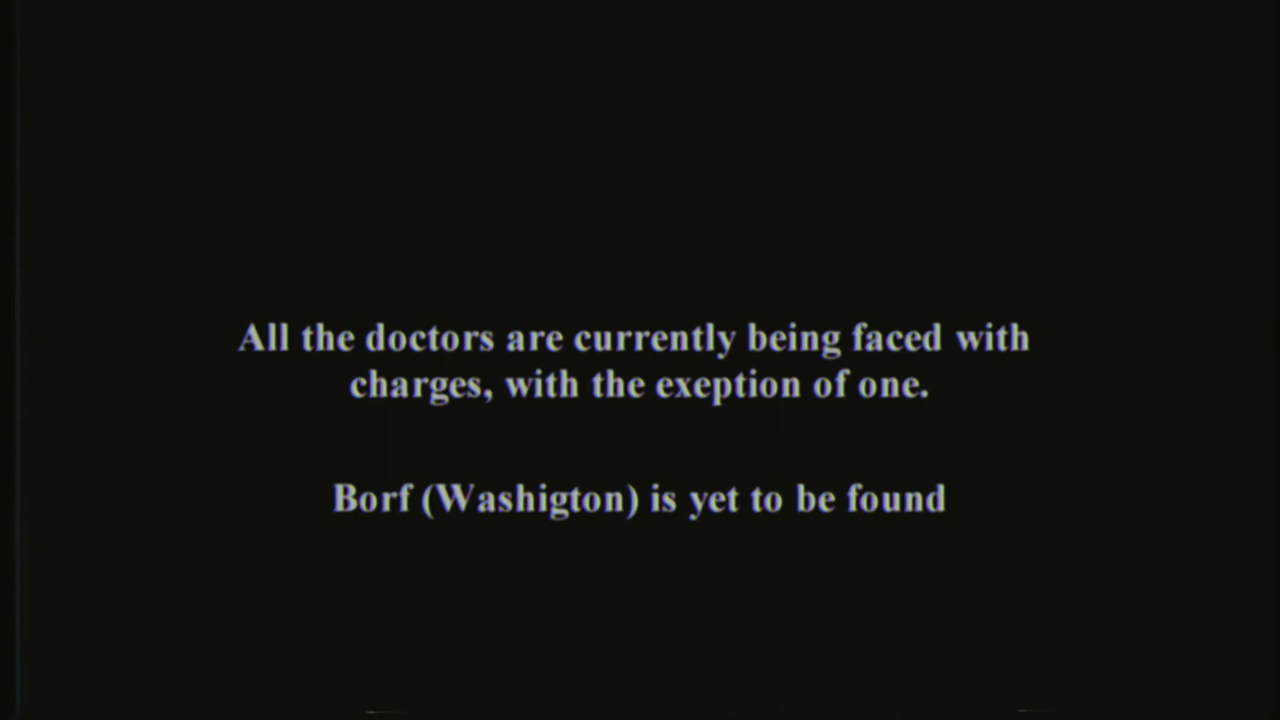 All the doctors are currently being faced with
charges, with the exeption of one.
Borf (Washigton) is yet to be found